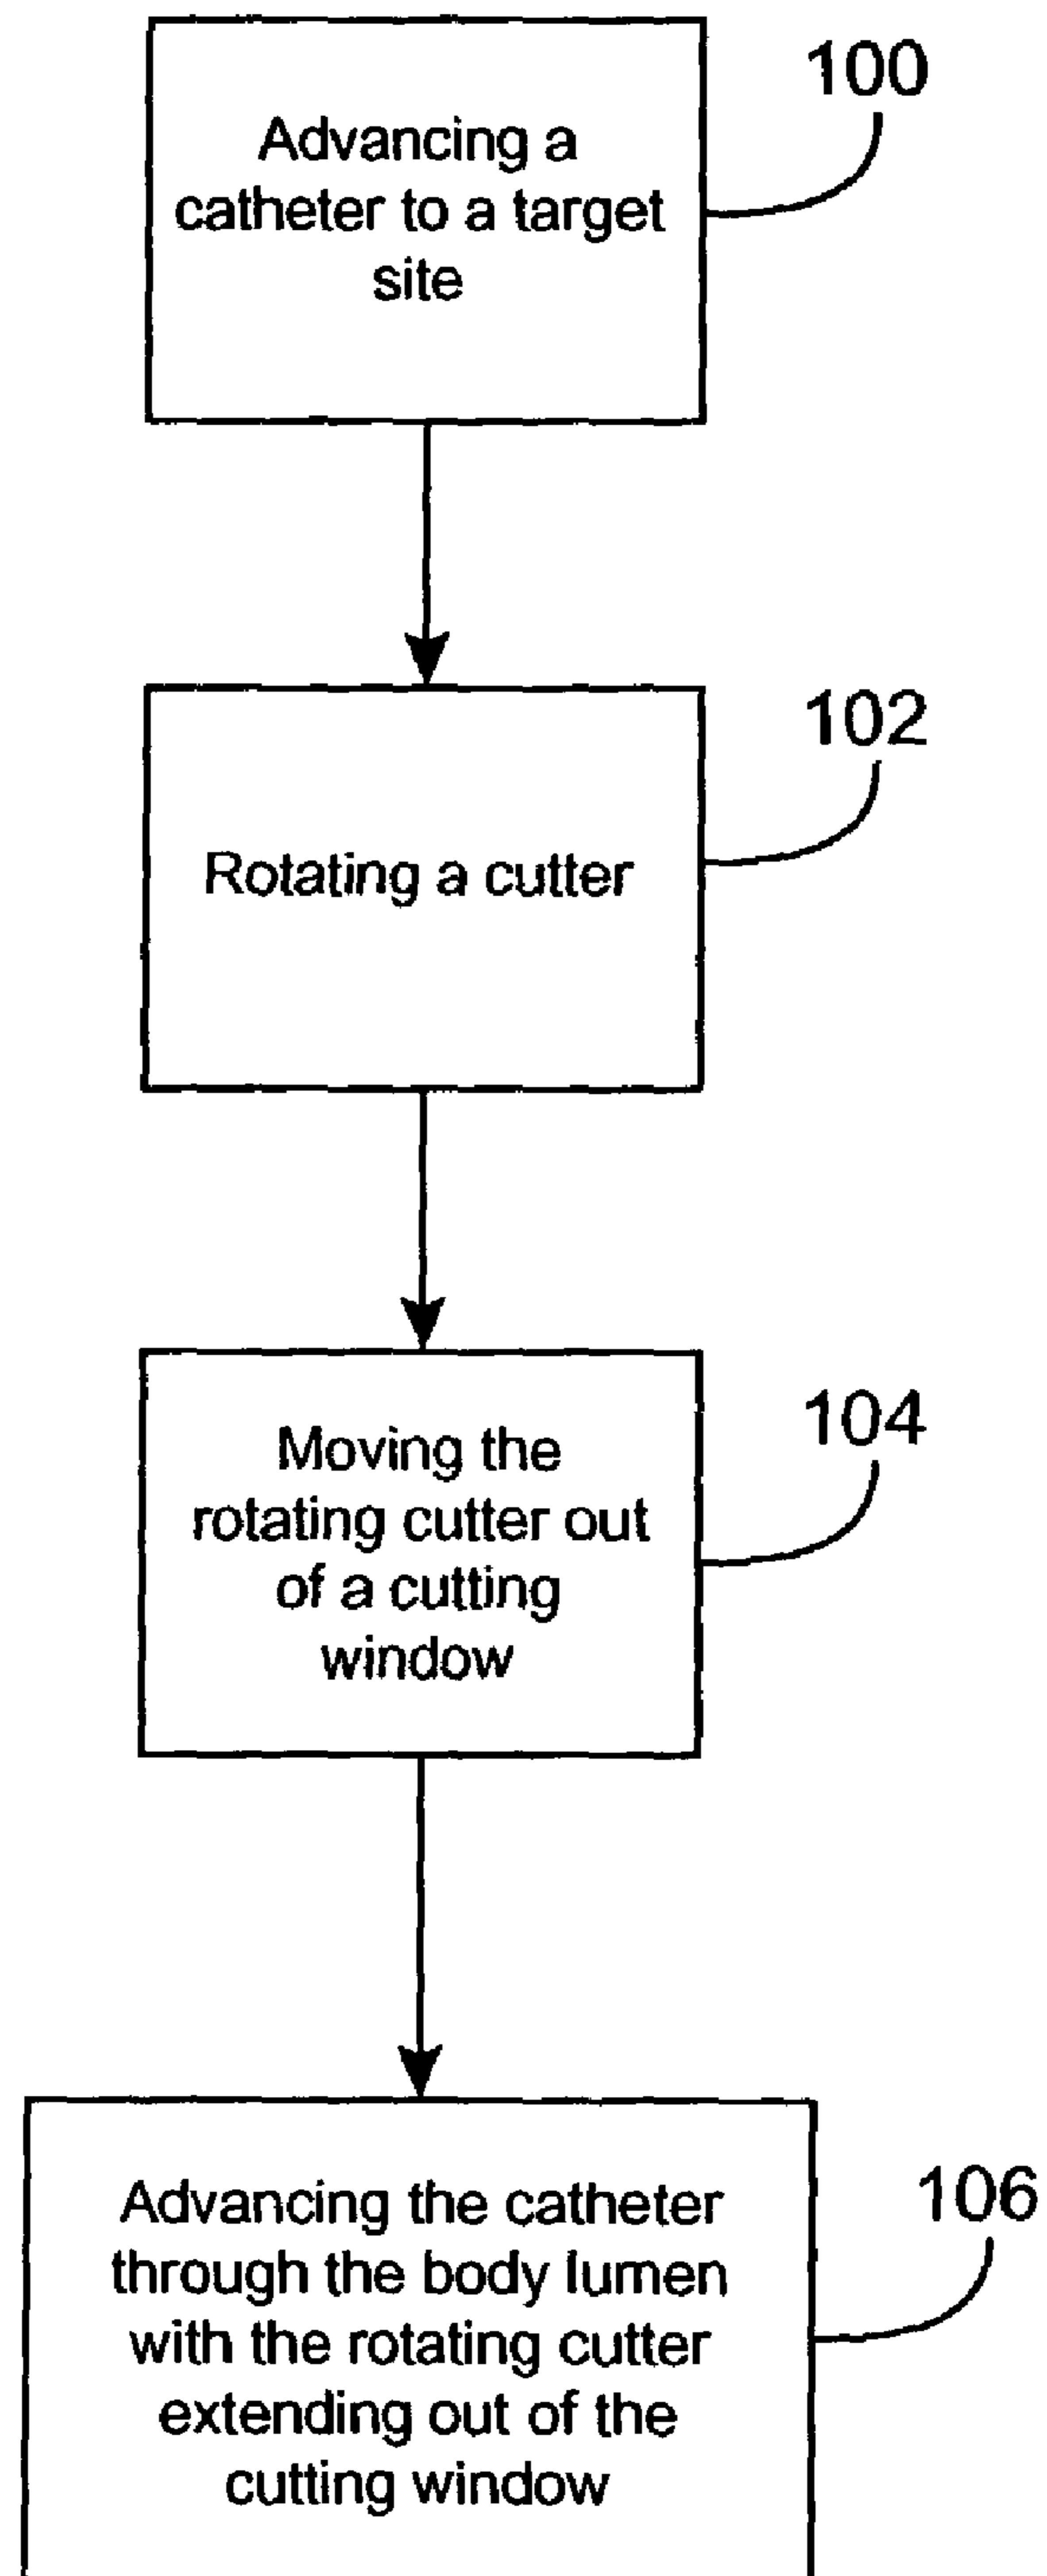 100
Advancing a
catheter to a target
site
102
Rotating a cutter
104
Moving the
rotating cutter out
of a cutting
window
106
Advancing the catheter
through the body lumen
with the rotating cutter
extending out of the
cutting window